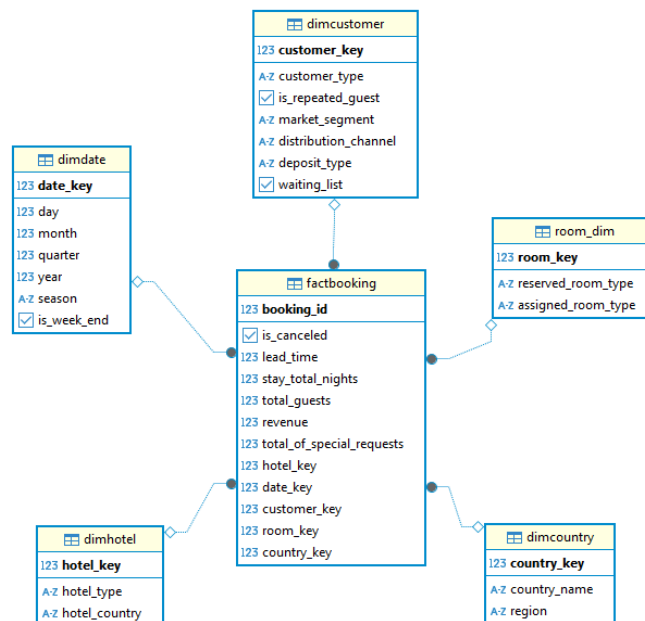 dimcustomer
123 customer_key
A-Z customer_type
is_repeated_guest
A-Z market_segment
A-Z distribution_channel
A-Z deposit_type
waiting_list
dimdate
123 date_key
123 day
123 month
123 quarter
123 year
A-Z season
is_week_end
room_dim
123 room_key
A-Z reserved_room_type
A-Z assigned_room_type
factbooking
123 booking_id
is_canceled
123 lead_time
123 stay_total_nights
123 total_guests
123 revenue
123 total_of_special_requests
123 hotel_key
123 date_key
123 customer_key
123 room_key
123 country_key
dimhotel
123 hotel_key
A-Z hotel_type
A-Z hotel_country
dimcountry
123 country_key
A-Z country_name
A-Z region